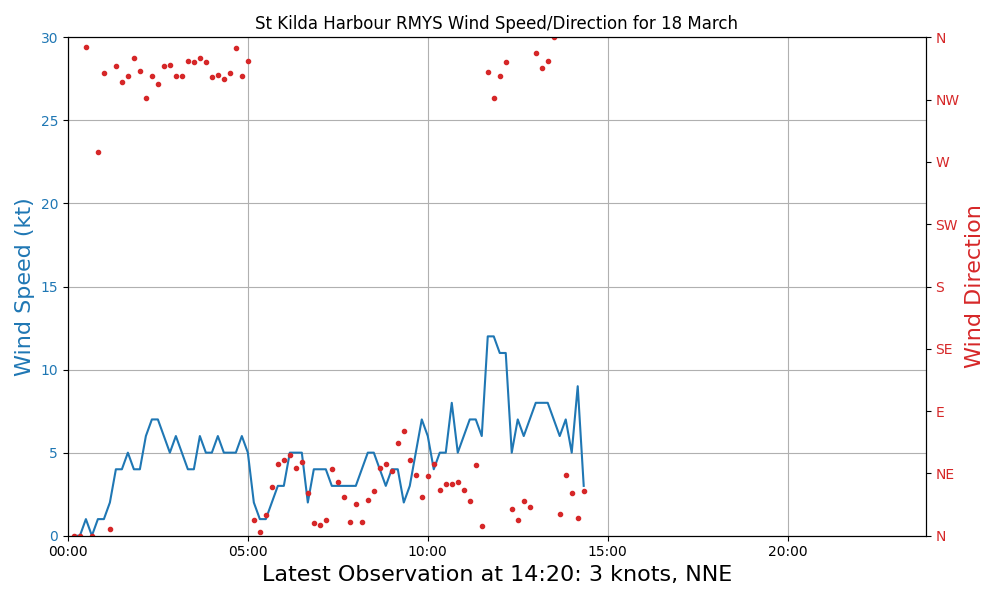 St Kilda Harbour RMYS Wind Speed/Direction for 18 March
30
25
20
15
10
5
0
Wind Speed (kt)
N
NW
W
SW
S
SE
E
NE
N
Wind Direction
00:00 05:00 10:00 15:00 20:00
Latest Observation at 14:20: 3 knots, NNE